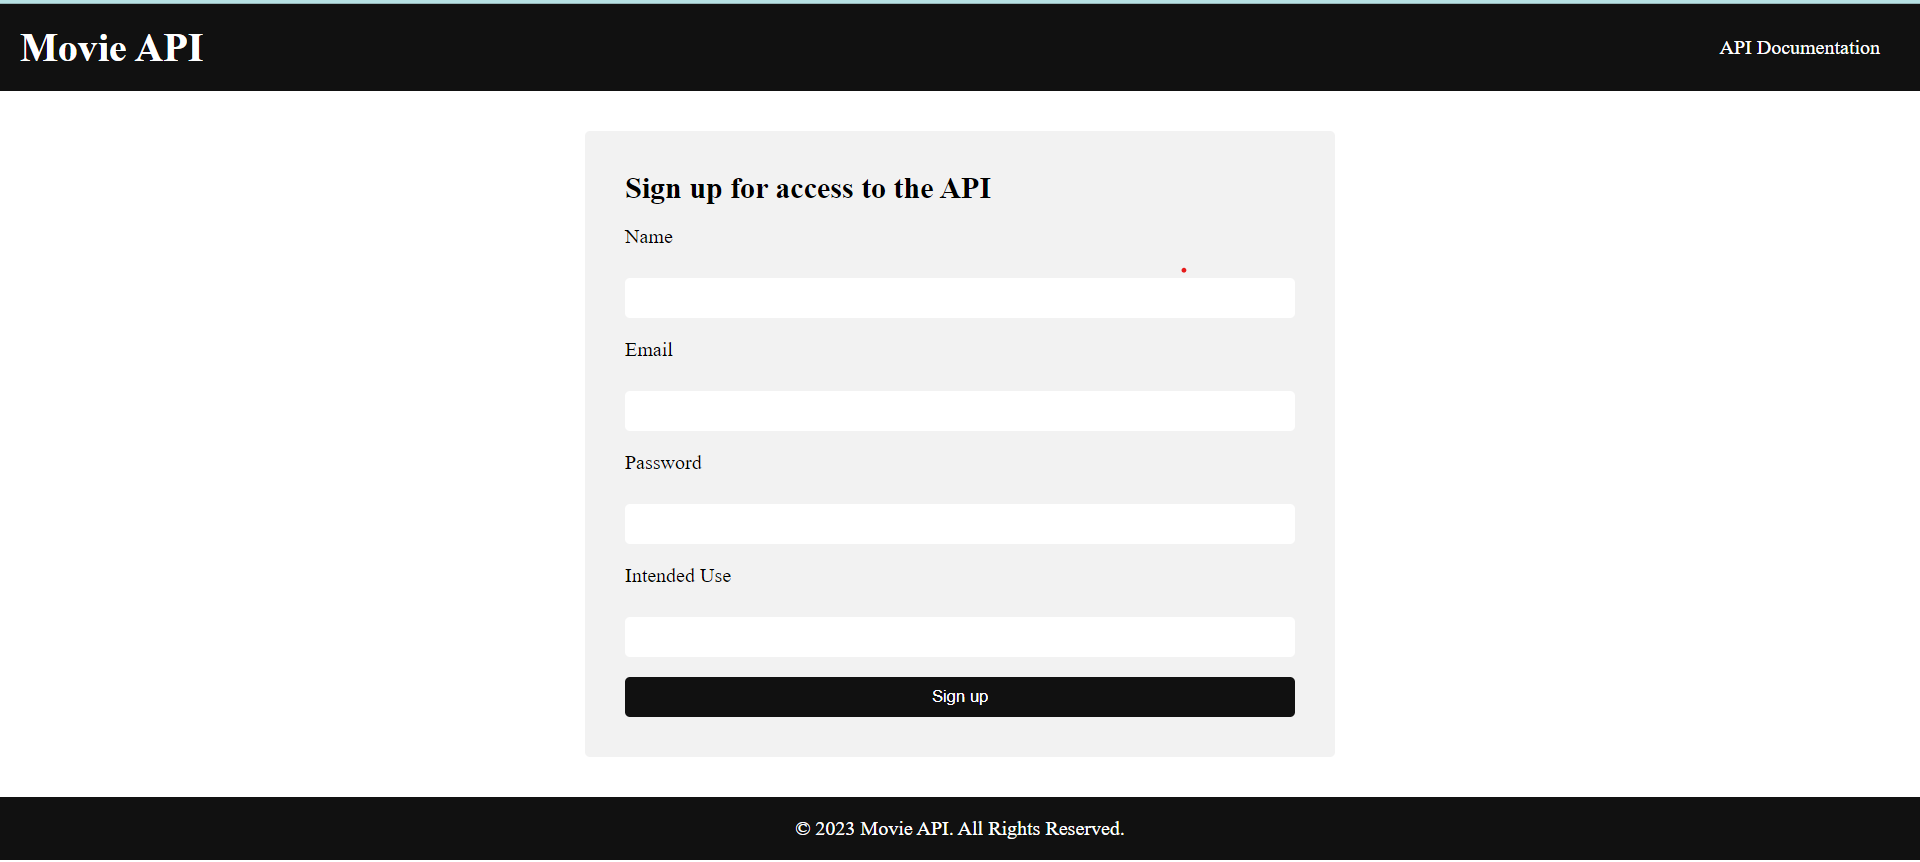 Movie API
API Documentation
Sign up for access to the API
Name
Email
Password
Intended Use
Sign up
© 2023 Movie API. All Rights Reserved.